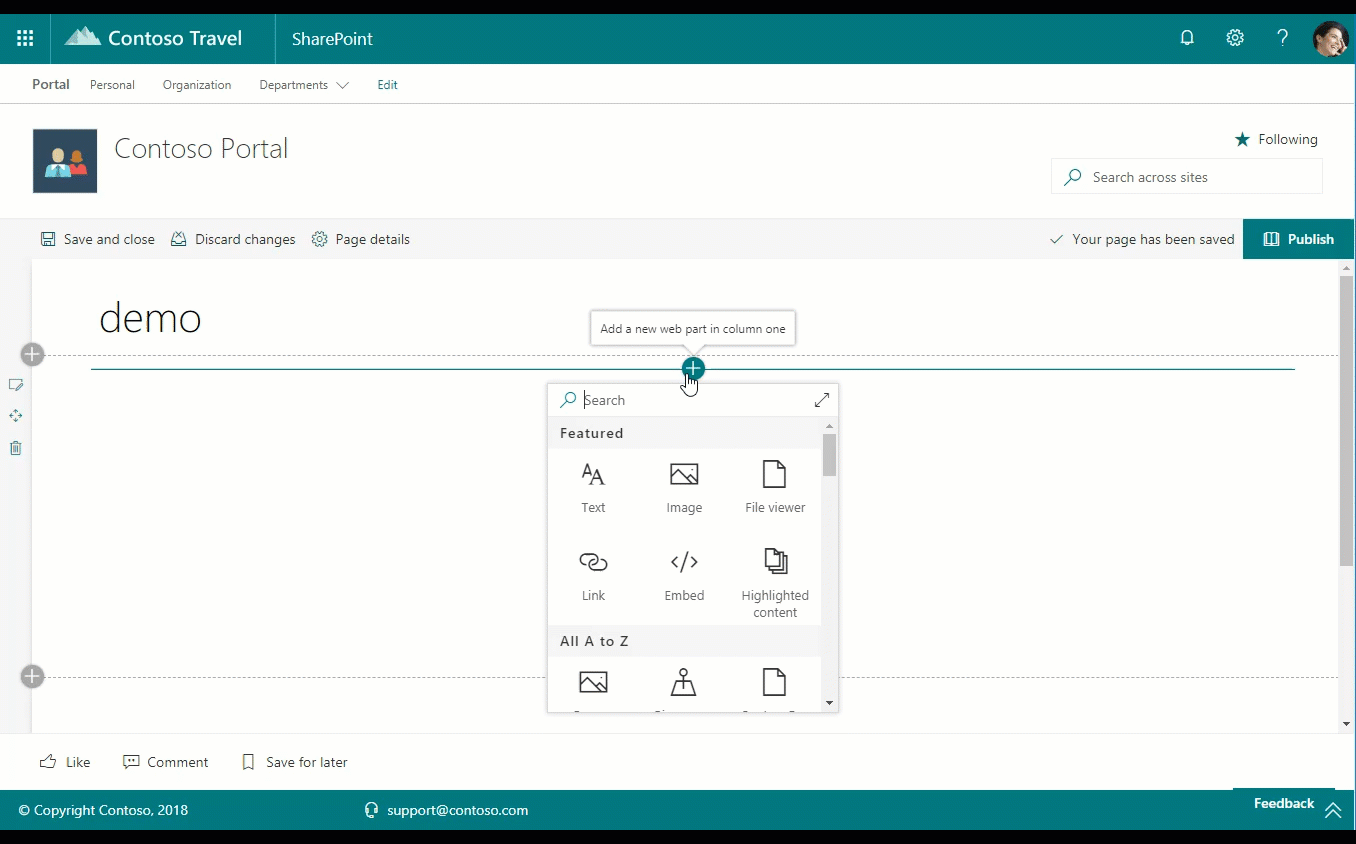 Contoso Travel
SharePoint
?
Portal Personal Organization Departments Edit
Contoso Portal
Following
Search across sites
Save and close Discard changes Page details
Your page has been saved Publish
demo
Add a new web part in column one
Search
Featured
Text Image File viewer
</>
Link Embed Highlighted
content
All A to Z
Like Comment Save for later
© Copyright Contoso, 2018 support@contoso.com
Feedback